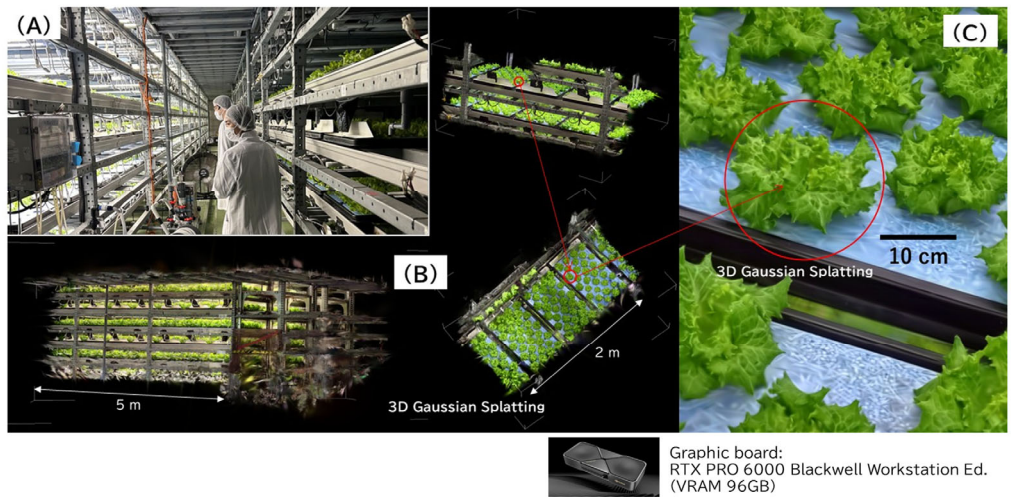 (A)
(B)
5 m
3D Gaussian Splatting
2 m
(C)
10 cm
3D Gaussian Splatting
Graphic board:
RTX PRO 6000 Blackwell Workstation Ed.
(VRAM 96GB)